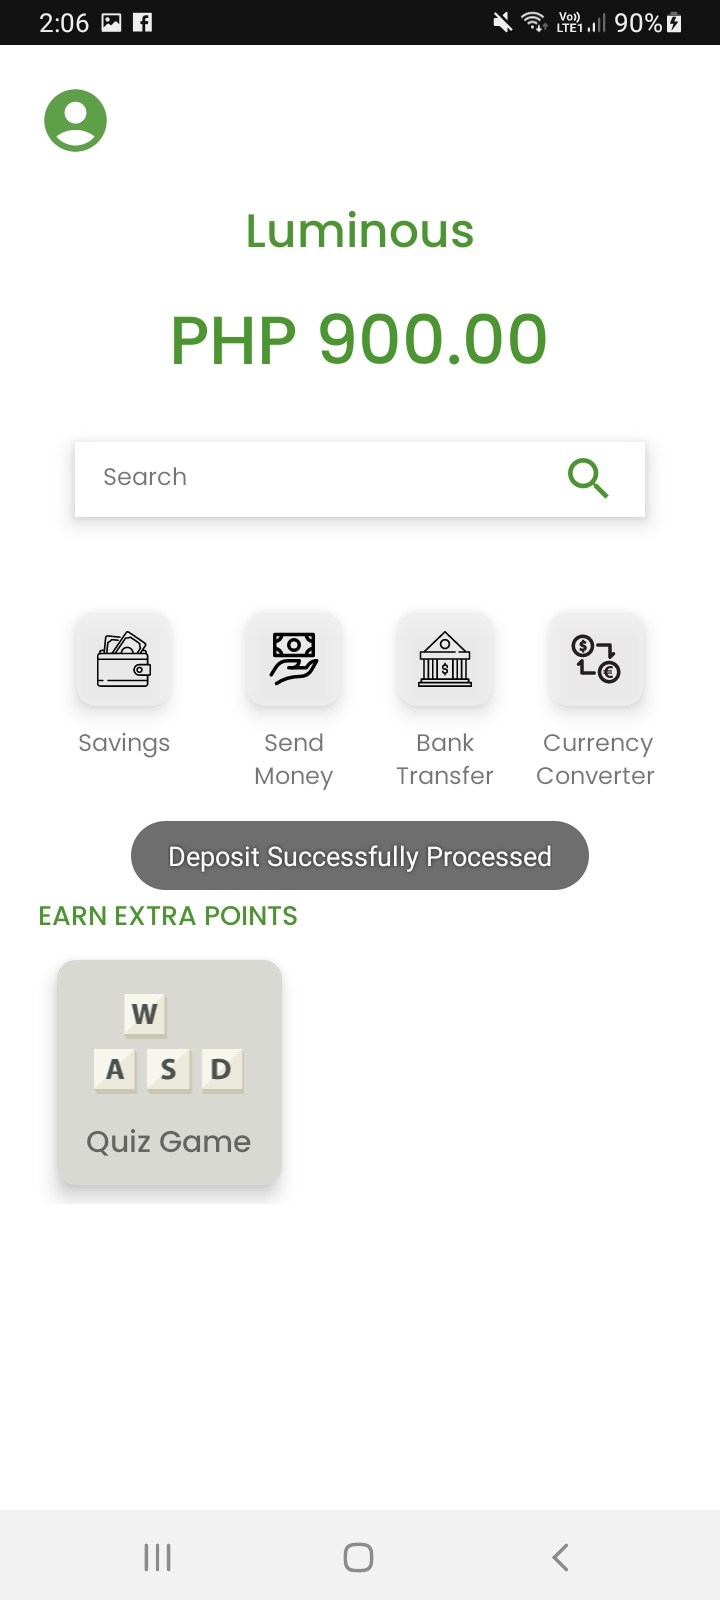 2:06
Vo))
LTE1
90%
Luminous
PHP 900.00
Search
Savings
Send
Money
Bank
Transfer
Currency
Converter
Deposit Successfully Processed
EARN EXTRA POINTS
W
A S D
Quiz Game